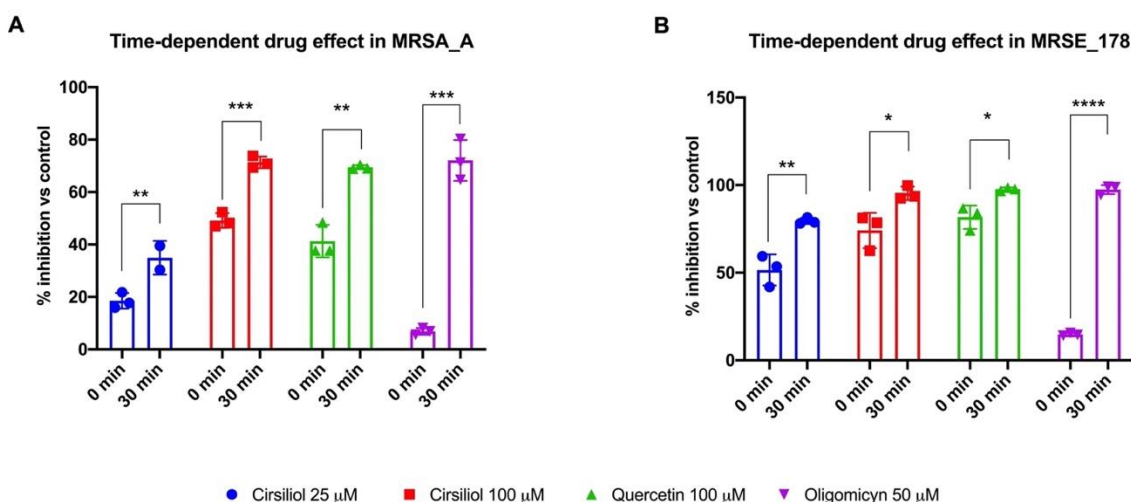 A
Time-dependent drug effect in MRSA_A
% inhibition vs control
100
80
60
40
20
0
**
***
**
***
0 min
30 min
0 min
30 min
0 min
30 min
0 min
30 min
B
Time-dependent drug effect in MRSE_178
% inhibition vs control
150
100
50
0
**
*
*
****
0 min
30 min
0 min
30 min
0 min
30 min
0 min
30 min
Cirsiliol 25 μM
Cirsiliol 100 μM
Quercetin 100 μM
Oligomicyn 50 μM